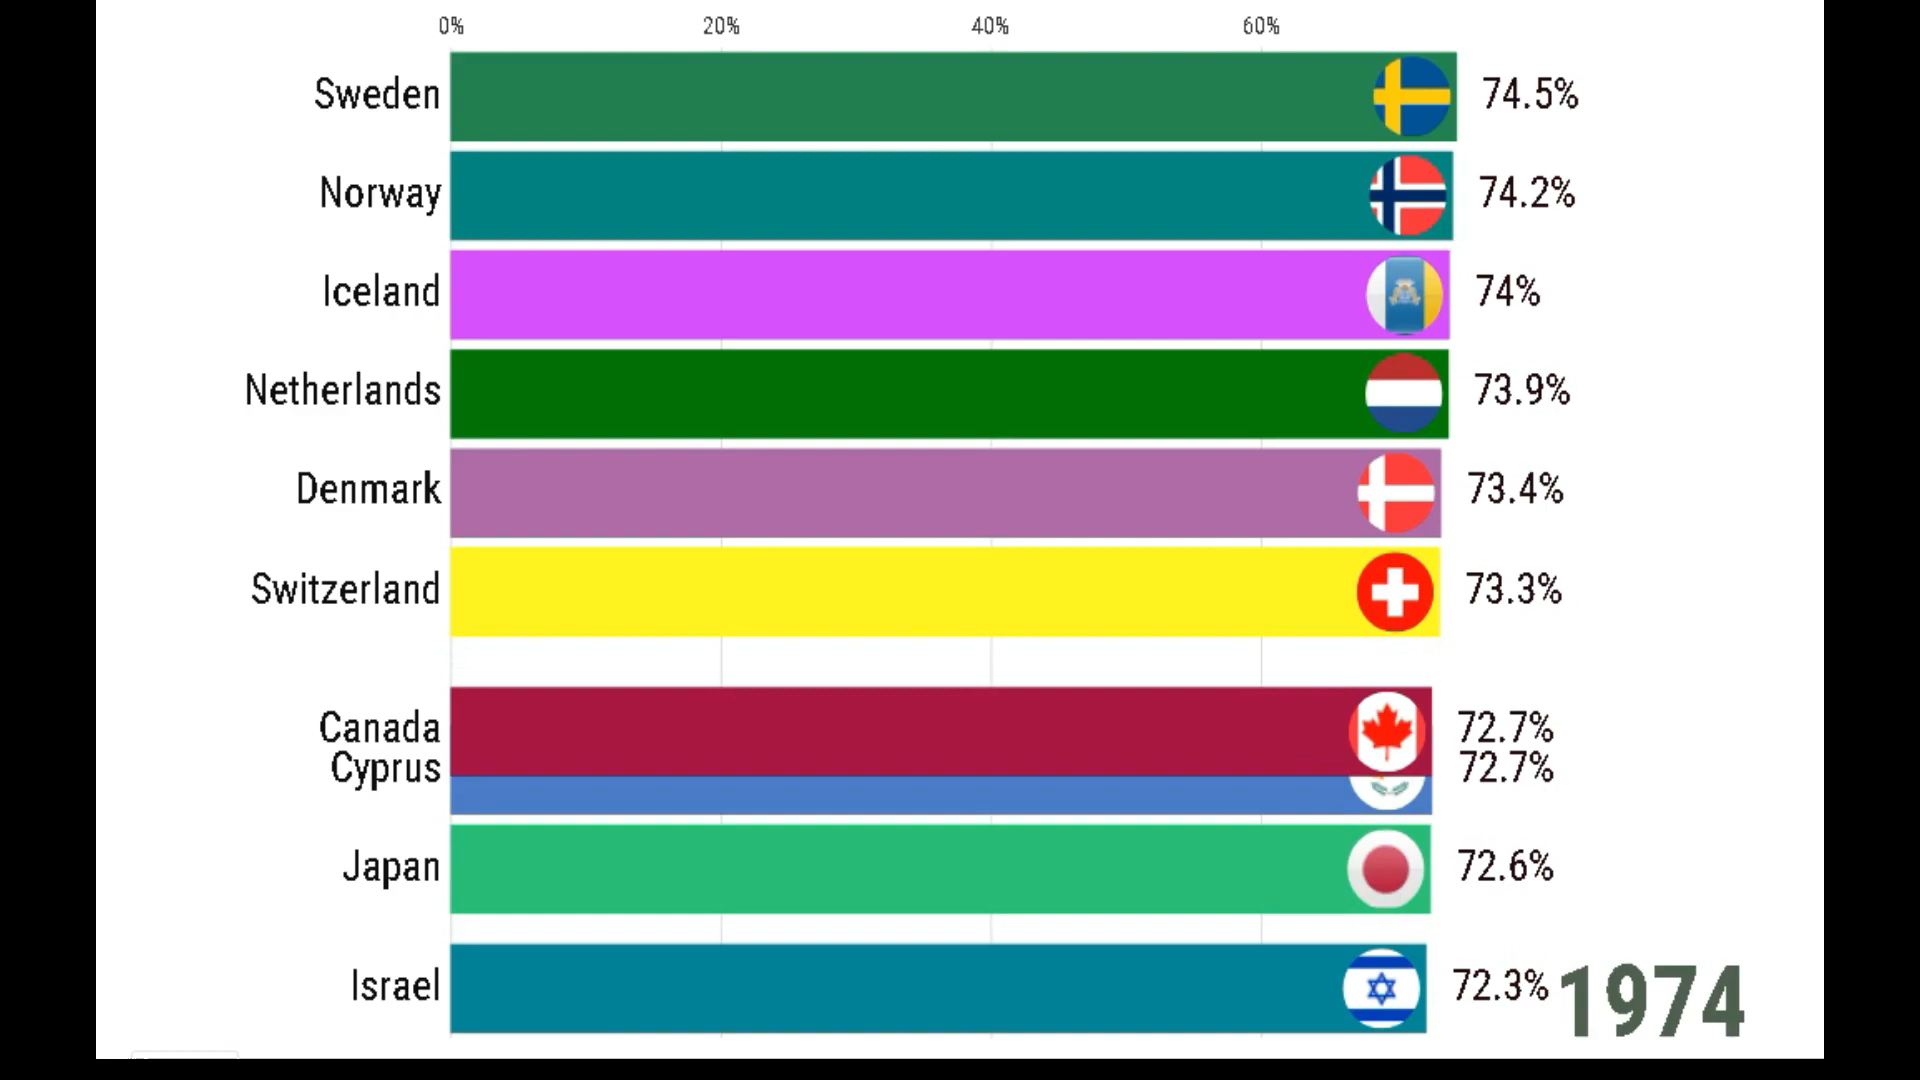 0% 20% 40% 60%
Sweden 74.5%
Norway 74.2%
Iceland 74%
Netherlands 73.9%
Denmark 73.4%
Switzerland 73.3%
Canada 72.7%
Cyprus 72.7%
Japan 72.6%
Israel 72.3%
1974